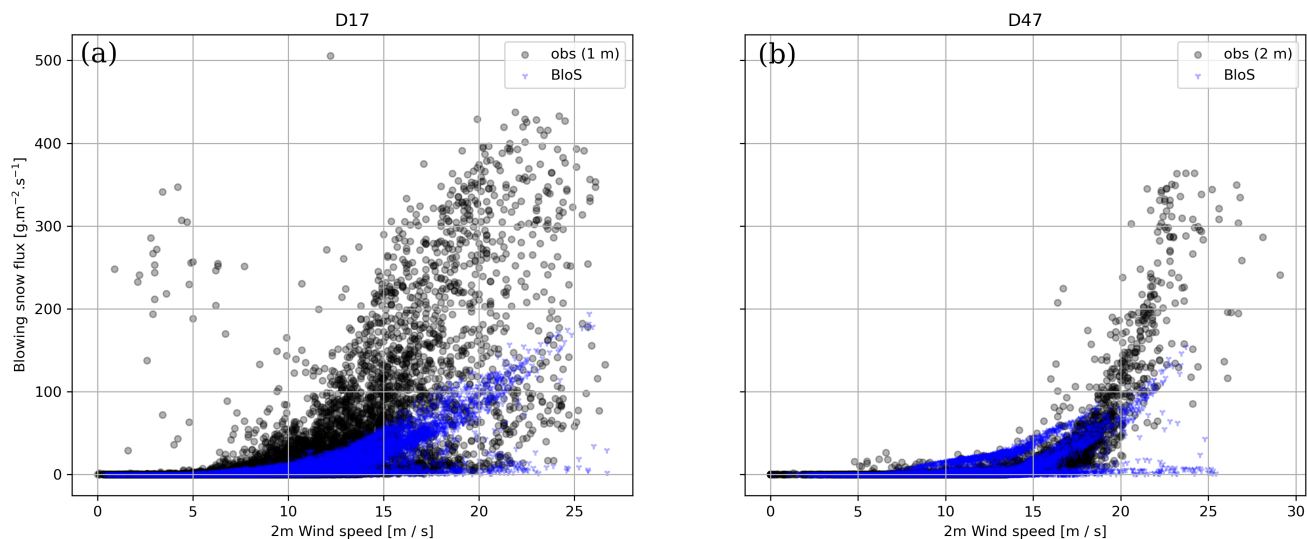 D17
(a)
obs (1 m)
BloS
500
400
300
200
100
0
Blowing snow flux [g.m⁻².s⁻¹]
0 5 10 15 20 25
2m Wind speed [m / s]
D47
(b)
obs (2 m)
BloS
0 5 10 15 20 25 30
2m Wind speed [m / s]